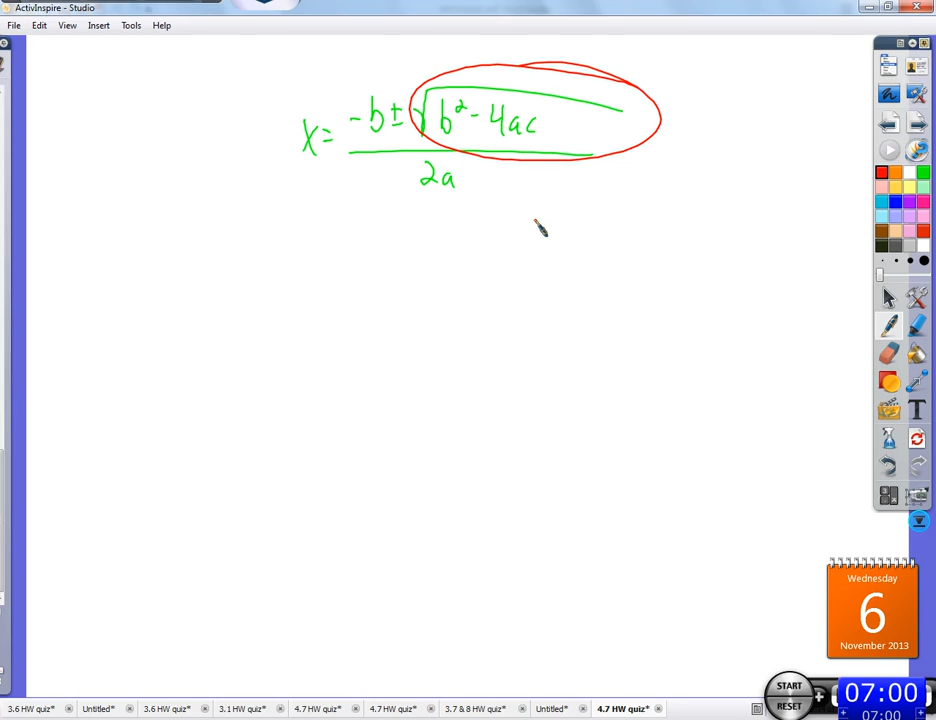 ActivInspire - Studio
File Edit View Insert Tools Help
x = -b ± √b² - 4ac
2a
Wednesday
6
November 2013
START
RESET
07:00
07:00
3.6 HW quiz* Untitled* 3.6 HW quiz* 3.1 HW quiz* 4.7 HW quiz* 4.7 HW quiz* 3.7 & 8 HW quiz* Untitled* 4.7 HW quiz*